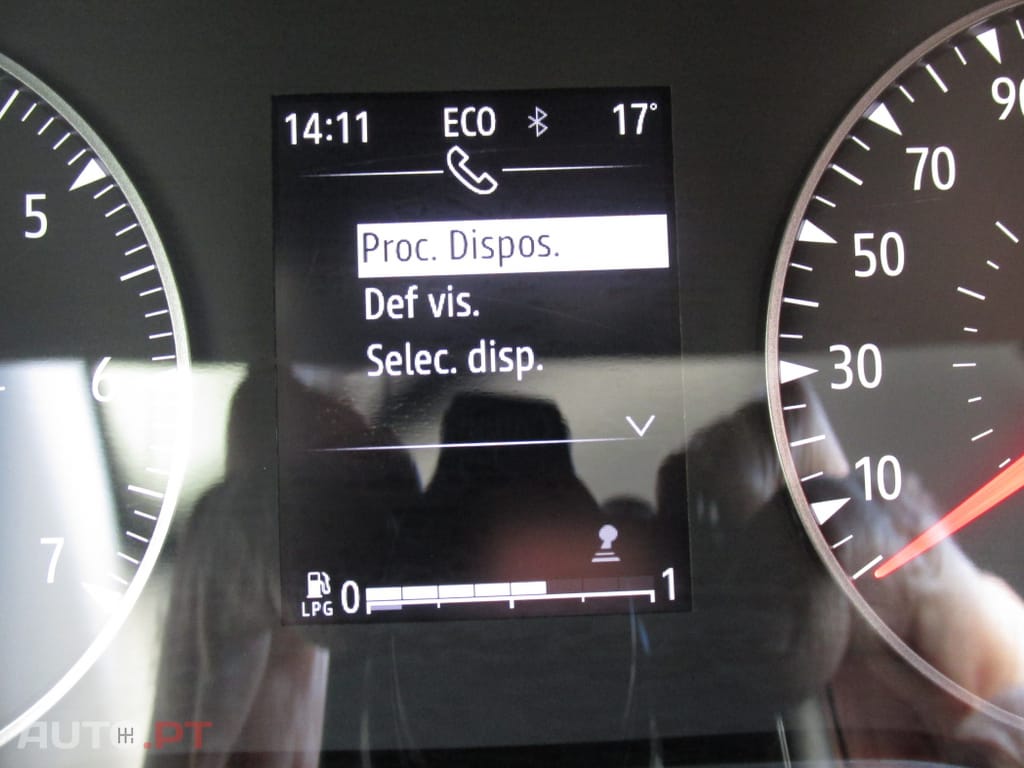 14:11 ECO 17°
Proc. Dispos.
Def vis.
Selec. disp.
LPG 0 1
5
6
7
90
70
50
30
10
AUTO.PT